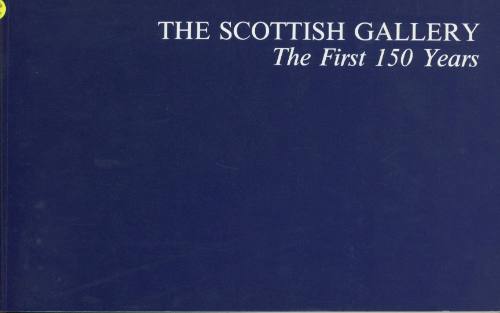 THE SCOTTISH GALLERY
The First 150 Years